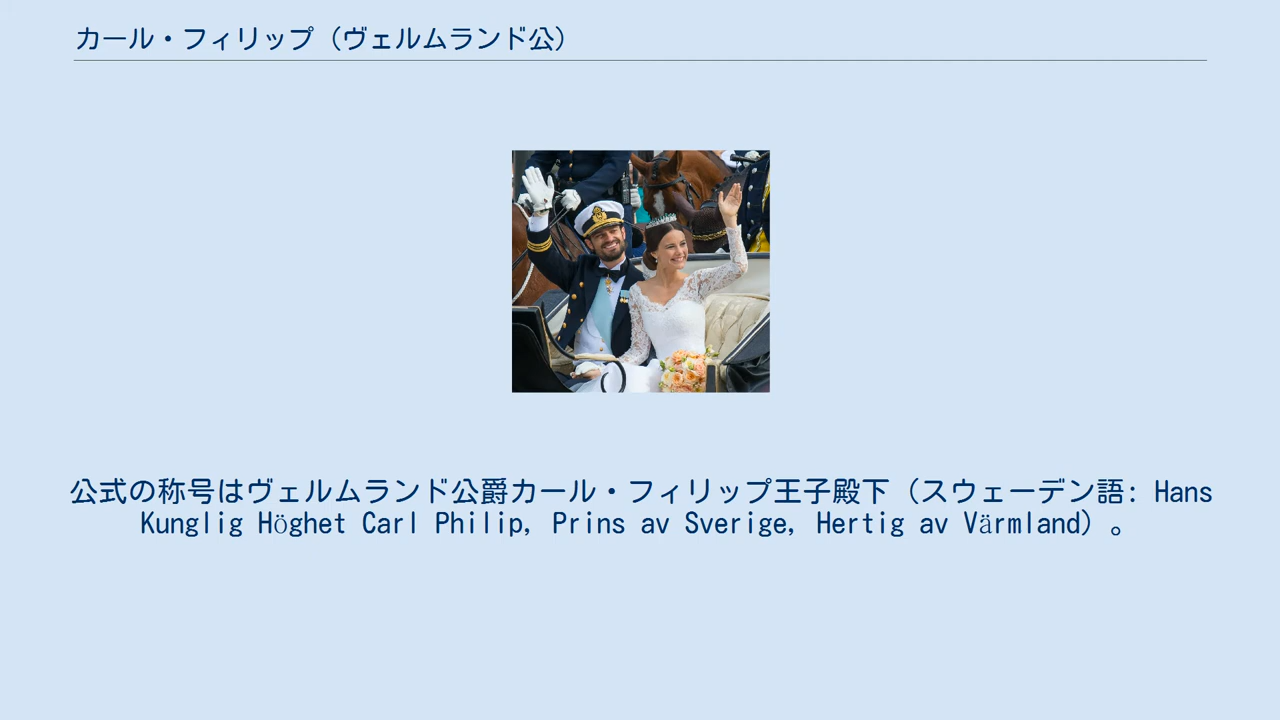 カール・フィリップ（ヴェルムランド公）
公式の称号はヴェルムランド公爵カール・フィリップ王子殿下（スウェーデン語: Hans
Kunglig Höghet Carl Philip, Prins av Sverige, Hertig av Värmland）。